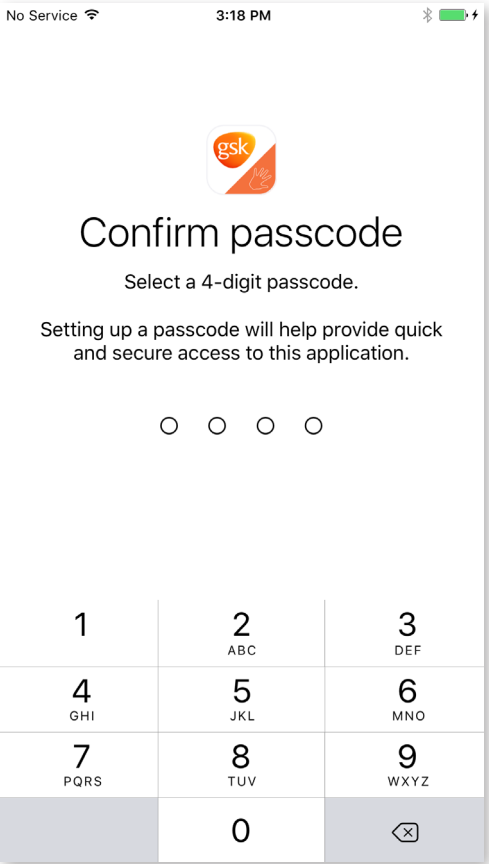 No Service 3:18 PM
gsk
Confirm passcode
Select a 4-digit passcode.
Setting up a passcode will help provide quick
and secure access to this application.
1 2 3
ABC DEF
4 5 6
GHI JKL MNO
7 8 9
PQRS TUV WXYZ
0